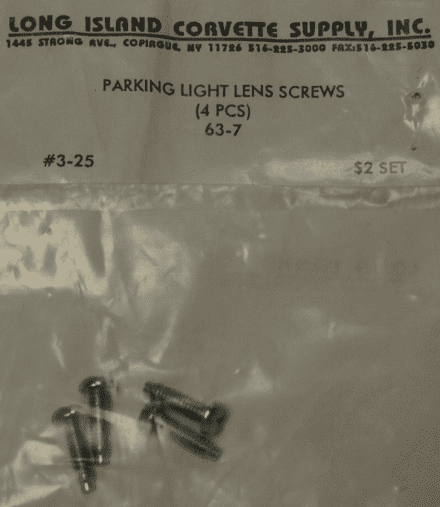 LONG ISLAND CORVETTE SUPPLY, INC.
1445 STRONG AVE., COPIAGUE, NY 11726 516-225-3000 FAX:516-225-5030
PARKING LIGHT LENS SCREWS
(4 PCS)
63-7
#3-25
$2 SET